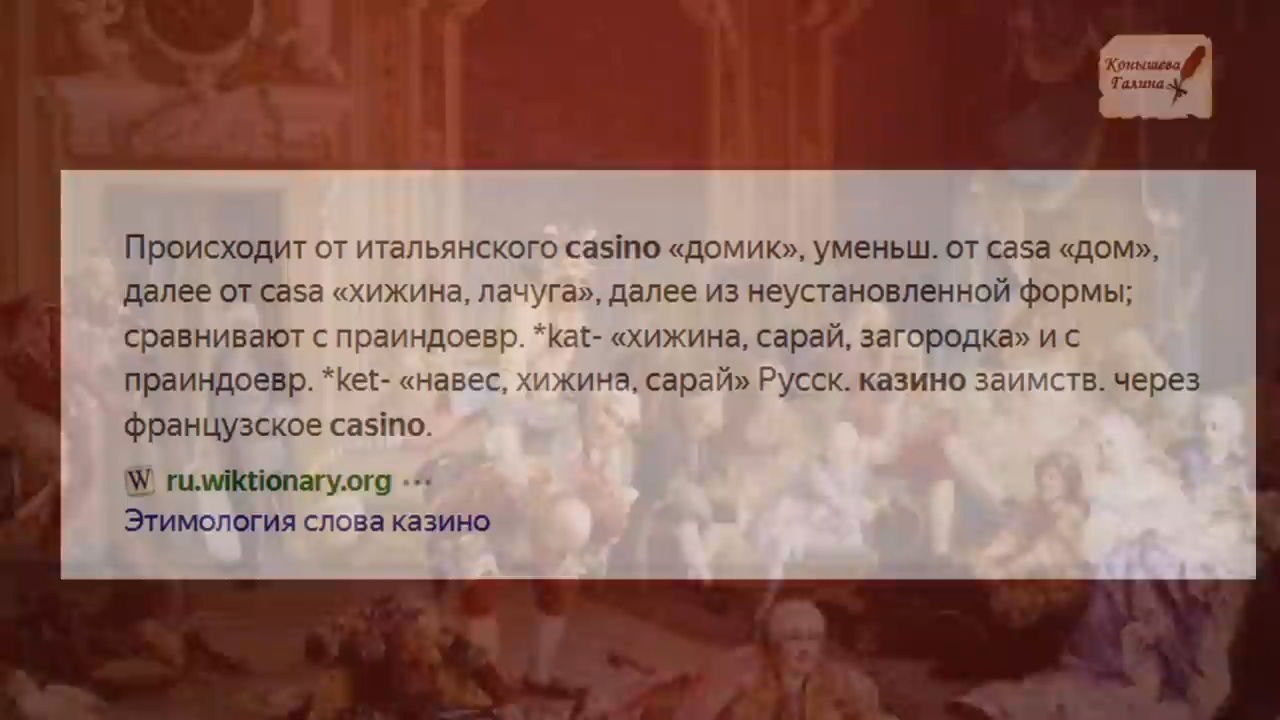 Конышева
Галина
Происходит от итальянского casino «домик», уменьш. от casa «дом»,
далее от casa «хижина, лачуга», далее из неустановленной формы;
сравнивают с праиндоевр. *kat- «хижина, сарай, загородка» и с
праиндоевр. *ket- «навес, хижина, сарай» Русск. казино заимств. через
французское casino.
W ru.wiktionary.org ···
Этимология слова казино